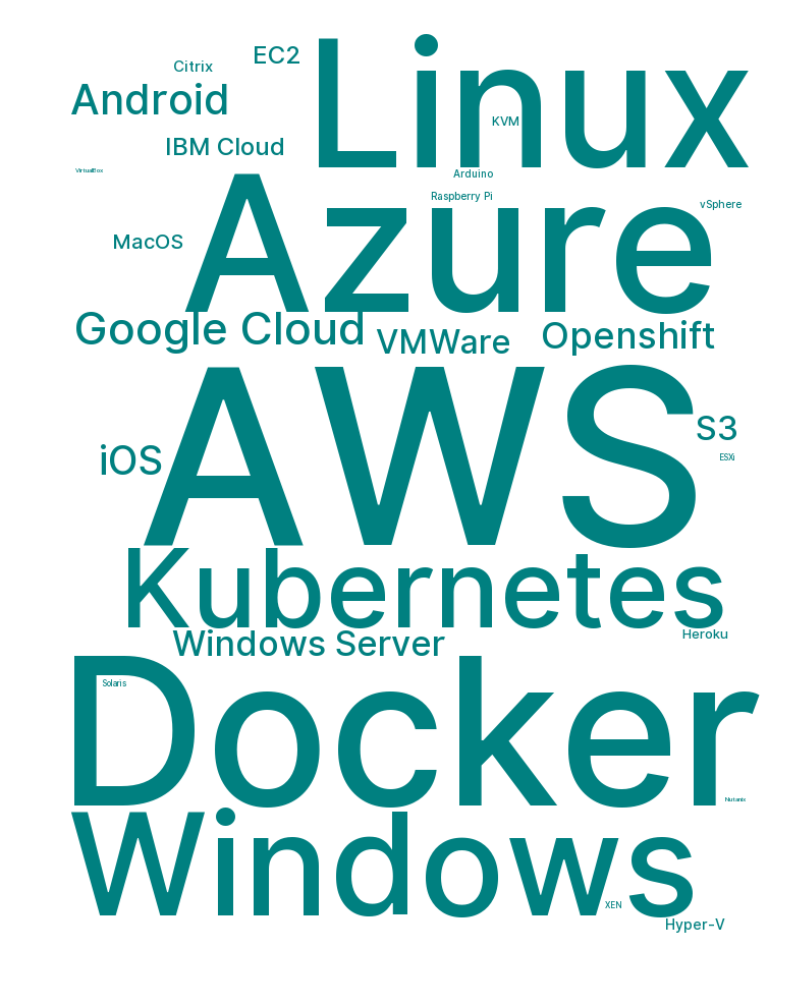 EC2
Linux
Citrix
Android
KVM
IBM Cloud
VirtualBox
Arduino
Azure
Raspberry Pi
vSphere
MacOS
Google Cloud
VMWare
Openshift
AWS
S3
iOS
ESXi
Kubernetes
Windows Server
Heroku
Docker
Solaris
Nutanix
Windows
XEN
Hyper-V